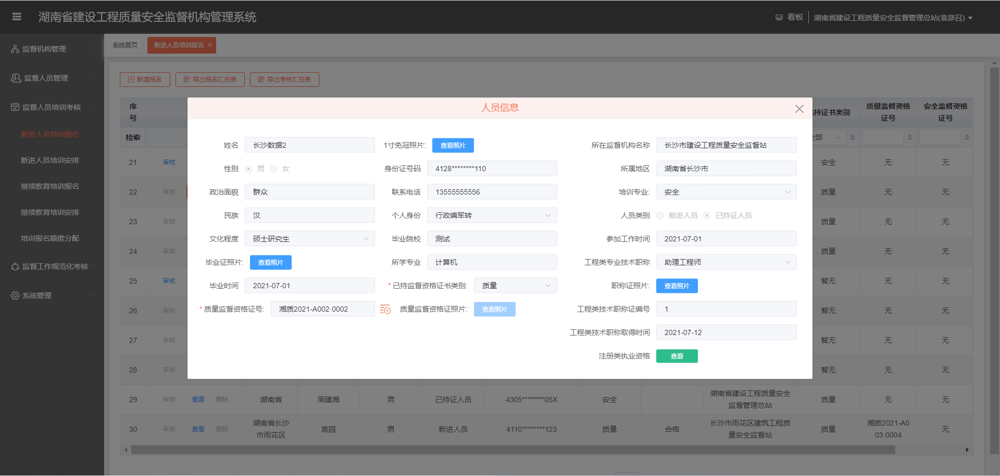 湖南省建设工程质量安全监督机构管理系统
看板
湖南省建设工程质量安全监督管理总站(袁彦召)
监督机构管理
监督人员管理
监督人员培训考核
新进人员培训报名
新进人员培训安排
继续教育培训报名
继续教育培训安排
培训报名额度分配
监督工作规范化考核
系统管理
系统首页
新进人员培训报名 ×
新增报名
导出报名汇总表
导出考核汇总表
序号
持证书类别
质量监督资格证号
安全监督资格证号
检索
全部
21 审核 安全 无 无
22 审核 质量 无 无
23 审核 质量 无 无
24 审核 质量 无 无
25 审核 暂无 无 无
26 审核 暂无 无 无
27 审核 暂无 无 无
28 审核 暂无 无 无
29 审核 查看 删除 湖南省 周建湘 男 已持证人员 4305********05X 安全 湖南省建设工程质量安全监督管理总站 质量 无 无
30 审核 查看 删除 湖南省长沙市雨花区 袁园 男 新进人员 4110********123 质量 合格 长沙市雨花区建筑工程质量安全监督站 质量 湘质2021-A003·0004 无
人员信息
姓名 长沙数据2 1寸免冠照片: 查看照片 所在监督机构名称 长沙市建设工程质量安全监督站
性别 男 女 身份证号码 4128********110 所属地区 湖南省长沙市
政治面貌 群众 联系电话 13555555556 培训专业: 安全
民族 汉 个人身份 行政编军转 人员类别 新进人员 已持证人员
文化程度 硕士研究生 毕业院校 测试 参加工作时间 2021-07-01
毕业证照片: 查看照片 所学专业 计算机 工程类专业技术职称 助理工程师
毕业时间 2021-07-01 * 已持监督资格证书类别: 质量 职称证照片: 查看照片
* 质量监督资格证号: 湘质2021-A002·0002 质量监督资格证照片: 查看照片 工程类技术职称证编号 1
工程类技术职称取得时间 2021-07-12
注册类执业资格 查看